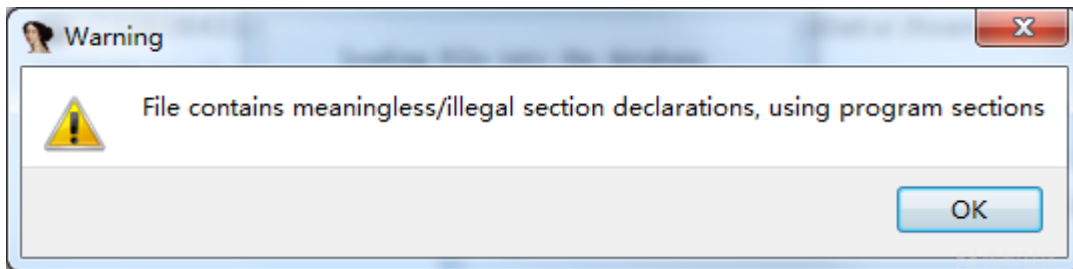 Warning
File contains meaningless/illegal section declarations, using program sections
OK